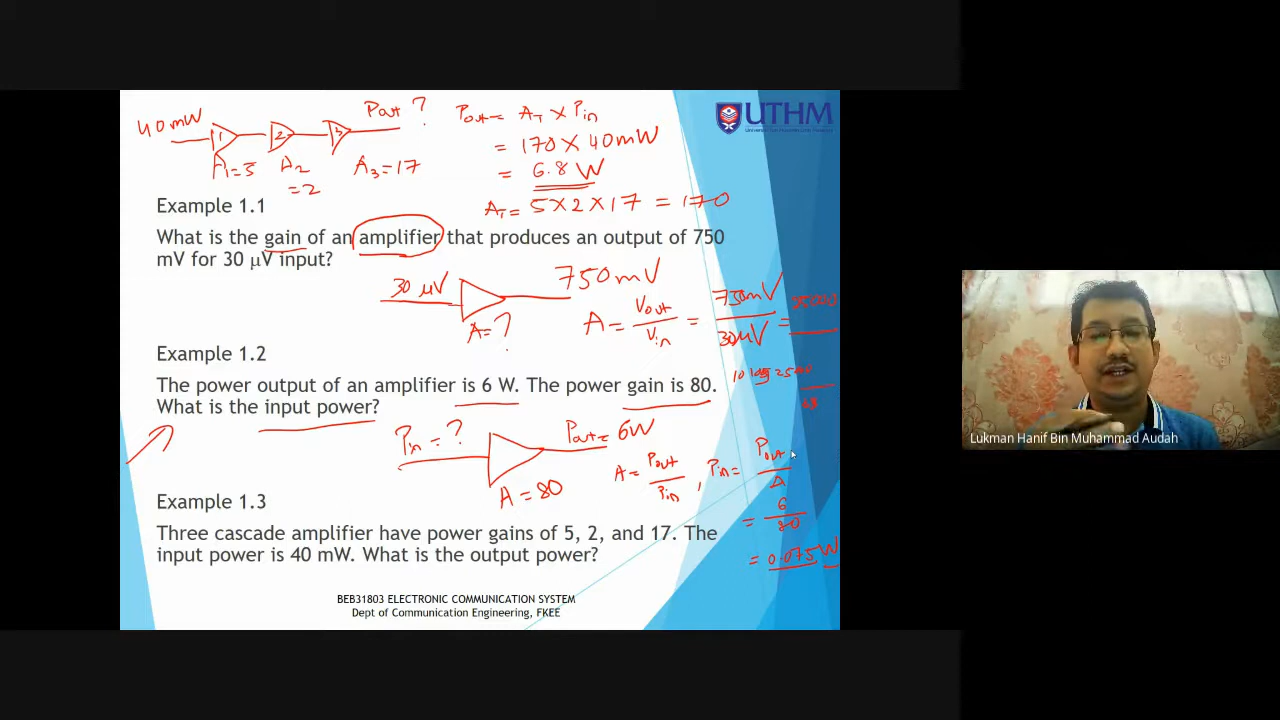 40mW
1
2
3
Pout ?
A1=5
A2
=2
A3=17
Pout= AT × Pin
= 170 × 40mW
= 6.8 W
AT= 5×2×17 = 170
UTHM
Example 1.1
What is the gain of an amplifier that produces an output of 750
mV for 30 μV input?
30 μV
750mV
A=?
A = Vout/Vin = 750mV/30μV =
Example 1.2
The power output of an amplifier is 6 W. The power gain is 80.
What is the input power?
10 log
Pin=?
Pout= 6W
A = 80
A= Pout/Pin , Pin= Pout/A
= 6/80
= 0.075W
Example 1.3
Three cascade amplifier have power gains of 5, 2, and 17. The
input power is 40 mW. What is the output power?
BEB31803 ELECTRONIC COMMUNICATION SYSTEM
Dept of Communication Engineering, FKEE
Lukman Hanif Bin Muhammad Audah